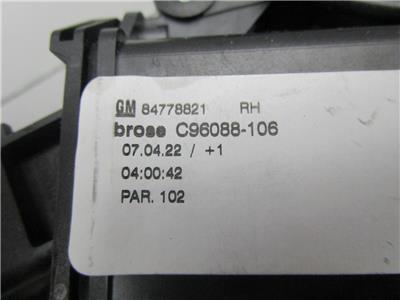 GM 84778821 RH
brose C96088-106
07.04.22 / +1
04:00:42
PAR. 102